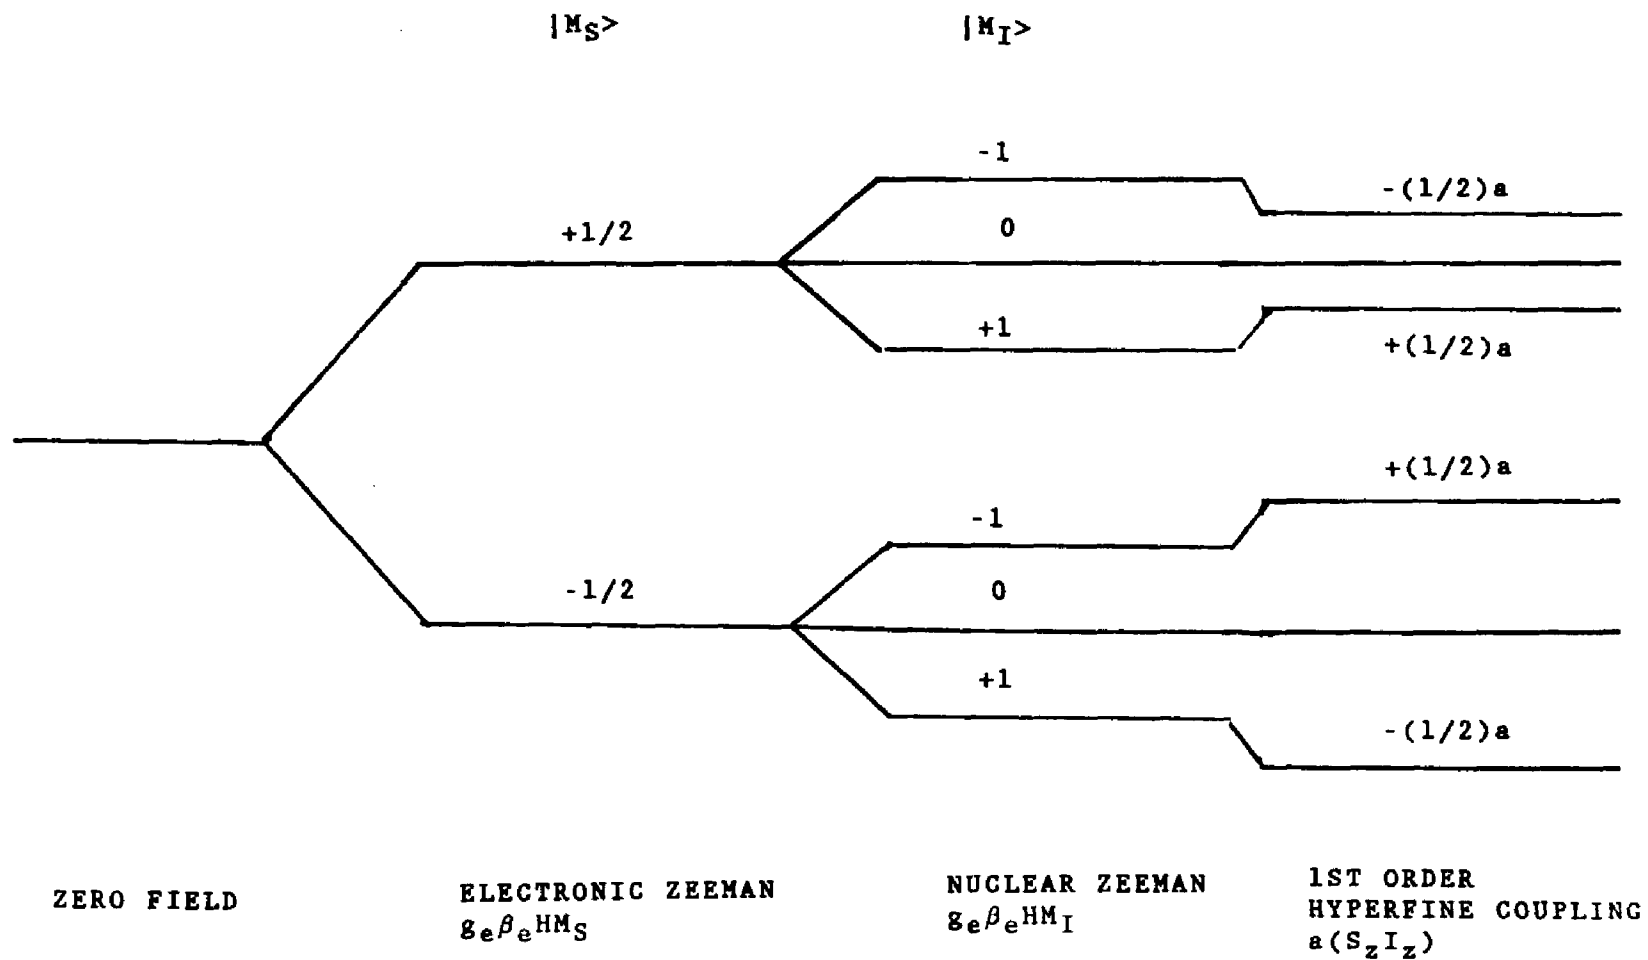 |M_S> |M_I>
-1
-(1/2)a
+1/2
0
+1
+(1/2)a
+(1/2)a
-1
-1/2
0
+1
-(1/2)a
ZERO FIELD
ELECTRONIC ZEEMAN
g_eβ_eHM_S
NUCLEAR ZEEMAN
g_eβ_eHM_I
1ST ORDER
HYPERFINE COUPLING
a(S_zI_z)